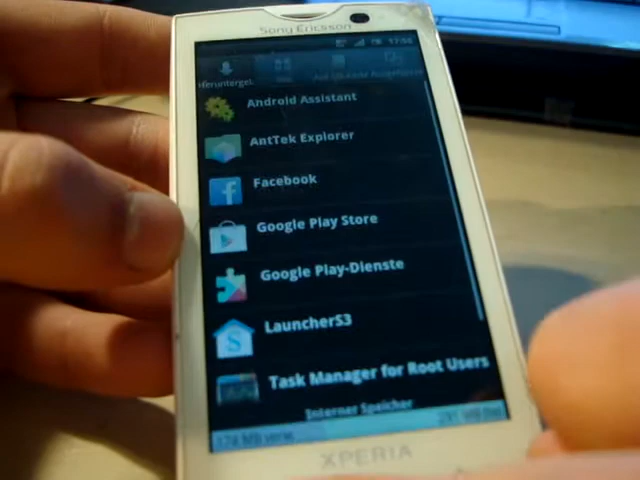 Sony Ericsson
Heruntergel.
Android Assistant
AntTek Explorer
Facebook
Google Play Store
Google Play-Dienste
LauncherS3
Task Manager for Root Users
Interner Speicher
XPERIA